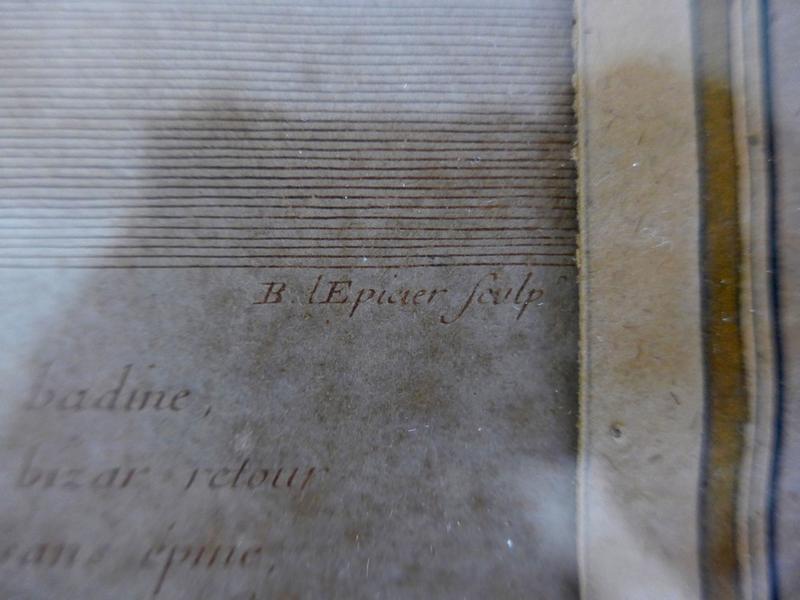 B. lEpicier ſculp.
badine,
bizar retour
sans épine,